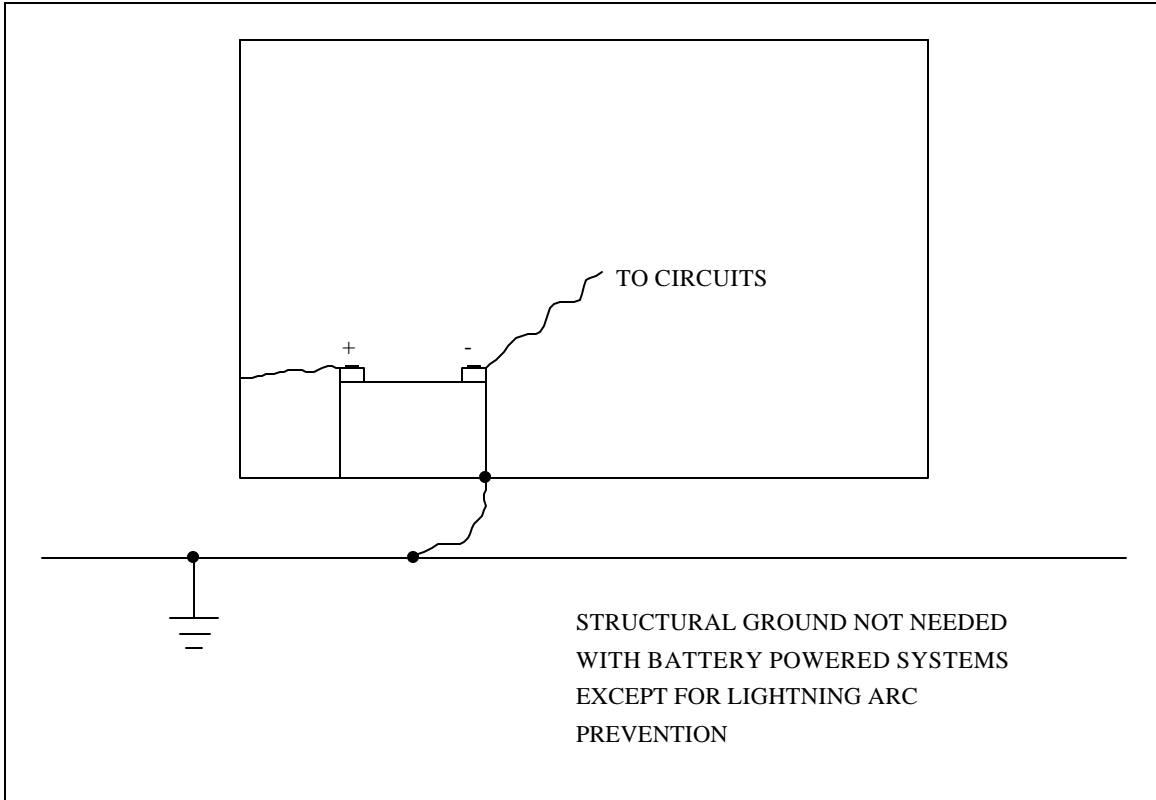 TO CIRCUITS
+ -
STRUCTURAL GROUND NOT NEEDED
WITH BATTERY POWERED SYSTEMS
EXCEPT FOR LIGHTNING ARC
PREVENTION